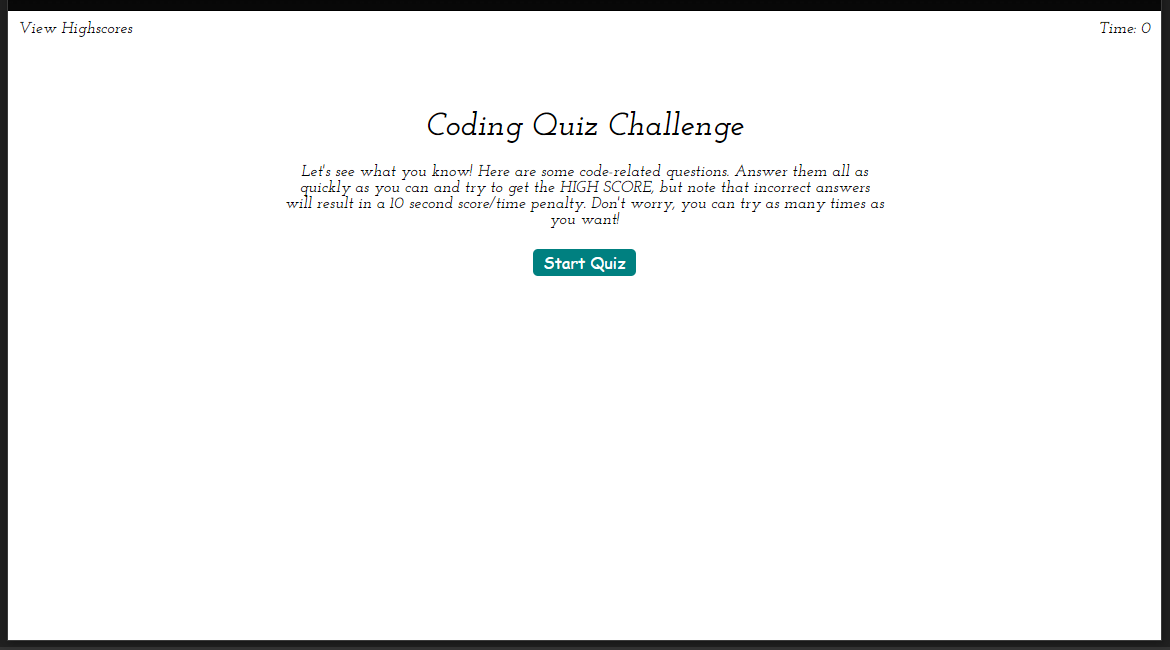 View Highscores
Time: 0
Coding Quiz Challenge
Let's see what you know! Here are some code-related questions. Answer them all as
quickly as you can and try to get the HIGH SCORE, but note that incorrect answers
will result in a 10 second score/time penalty. Don't worry, you can try as many times as
you want!
Start Quiz